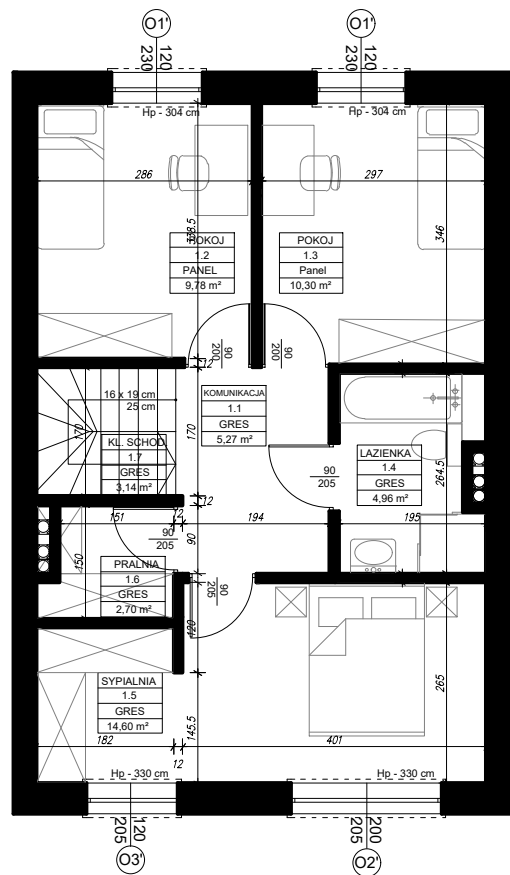 O1'
O1'
230
120
230
120
Hp - 304 cm
Hp - 304 cm
286
297
338.5
346
POKOJ
1.2
PANEL
9,78 m²
POKOJ
1.3
Panel
10,30 m²
200
90
200
90
12
16 x 19 cm
25 cm
170
170
KOMUNIKACJA
1.1
GRES
5,27 m²
KL. SCHOD.
1.7
GRES
3,14 m²
LAZIENKA
1.4
GRES
4,96 m²
264.5
90
205
12
151
12
194
195
90
205
90
150
PRALNIA
1.6
GRES
2,70 m²
205
90
120
SYPIALNIA
1.5
GRES
14,60 m²
265
145.5
182
401
12
Hp - 330 cm
Hp - 330 cm
205
120
205
200
O3'
O2'